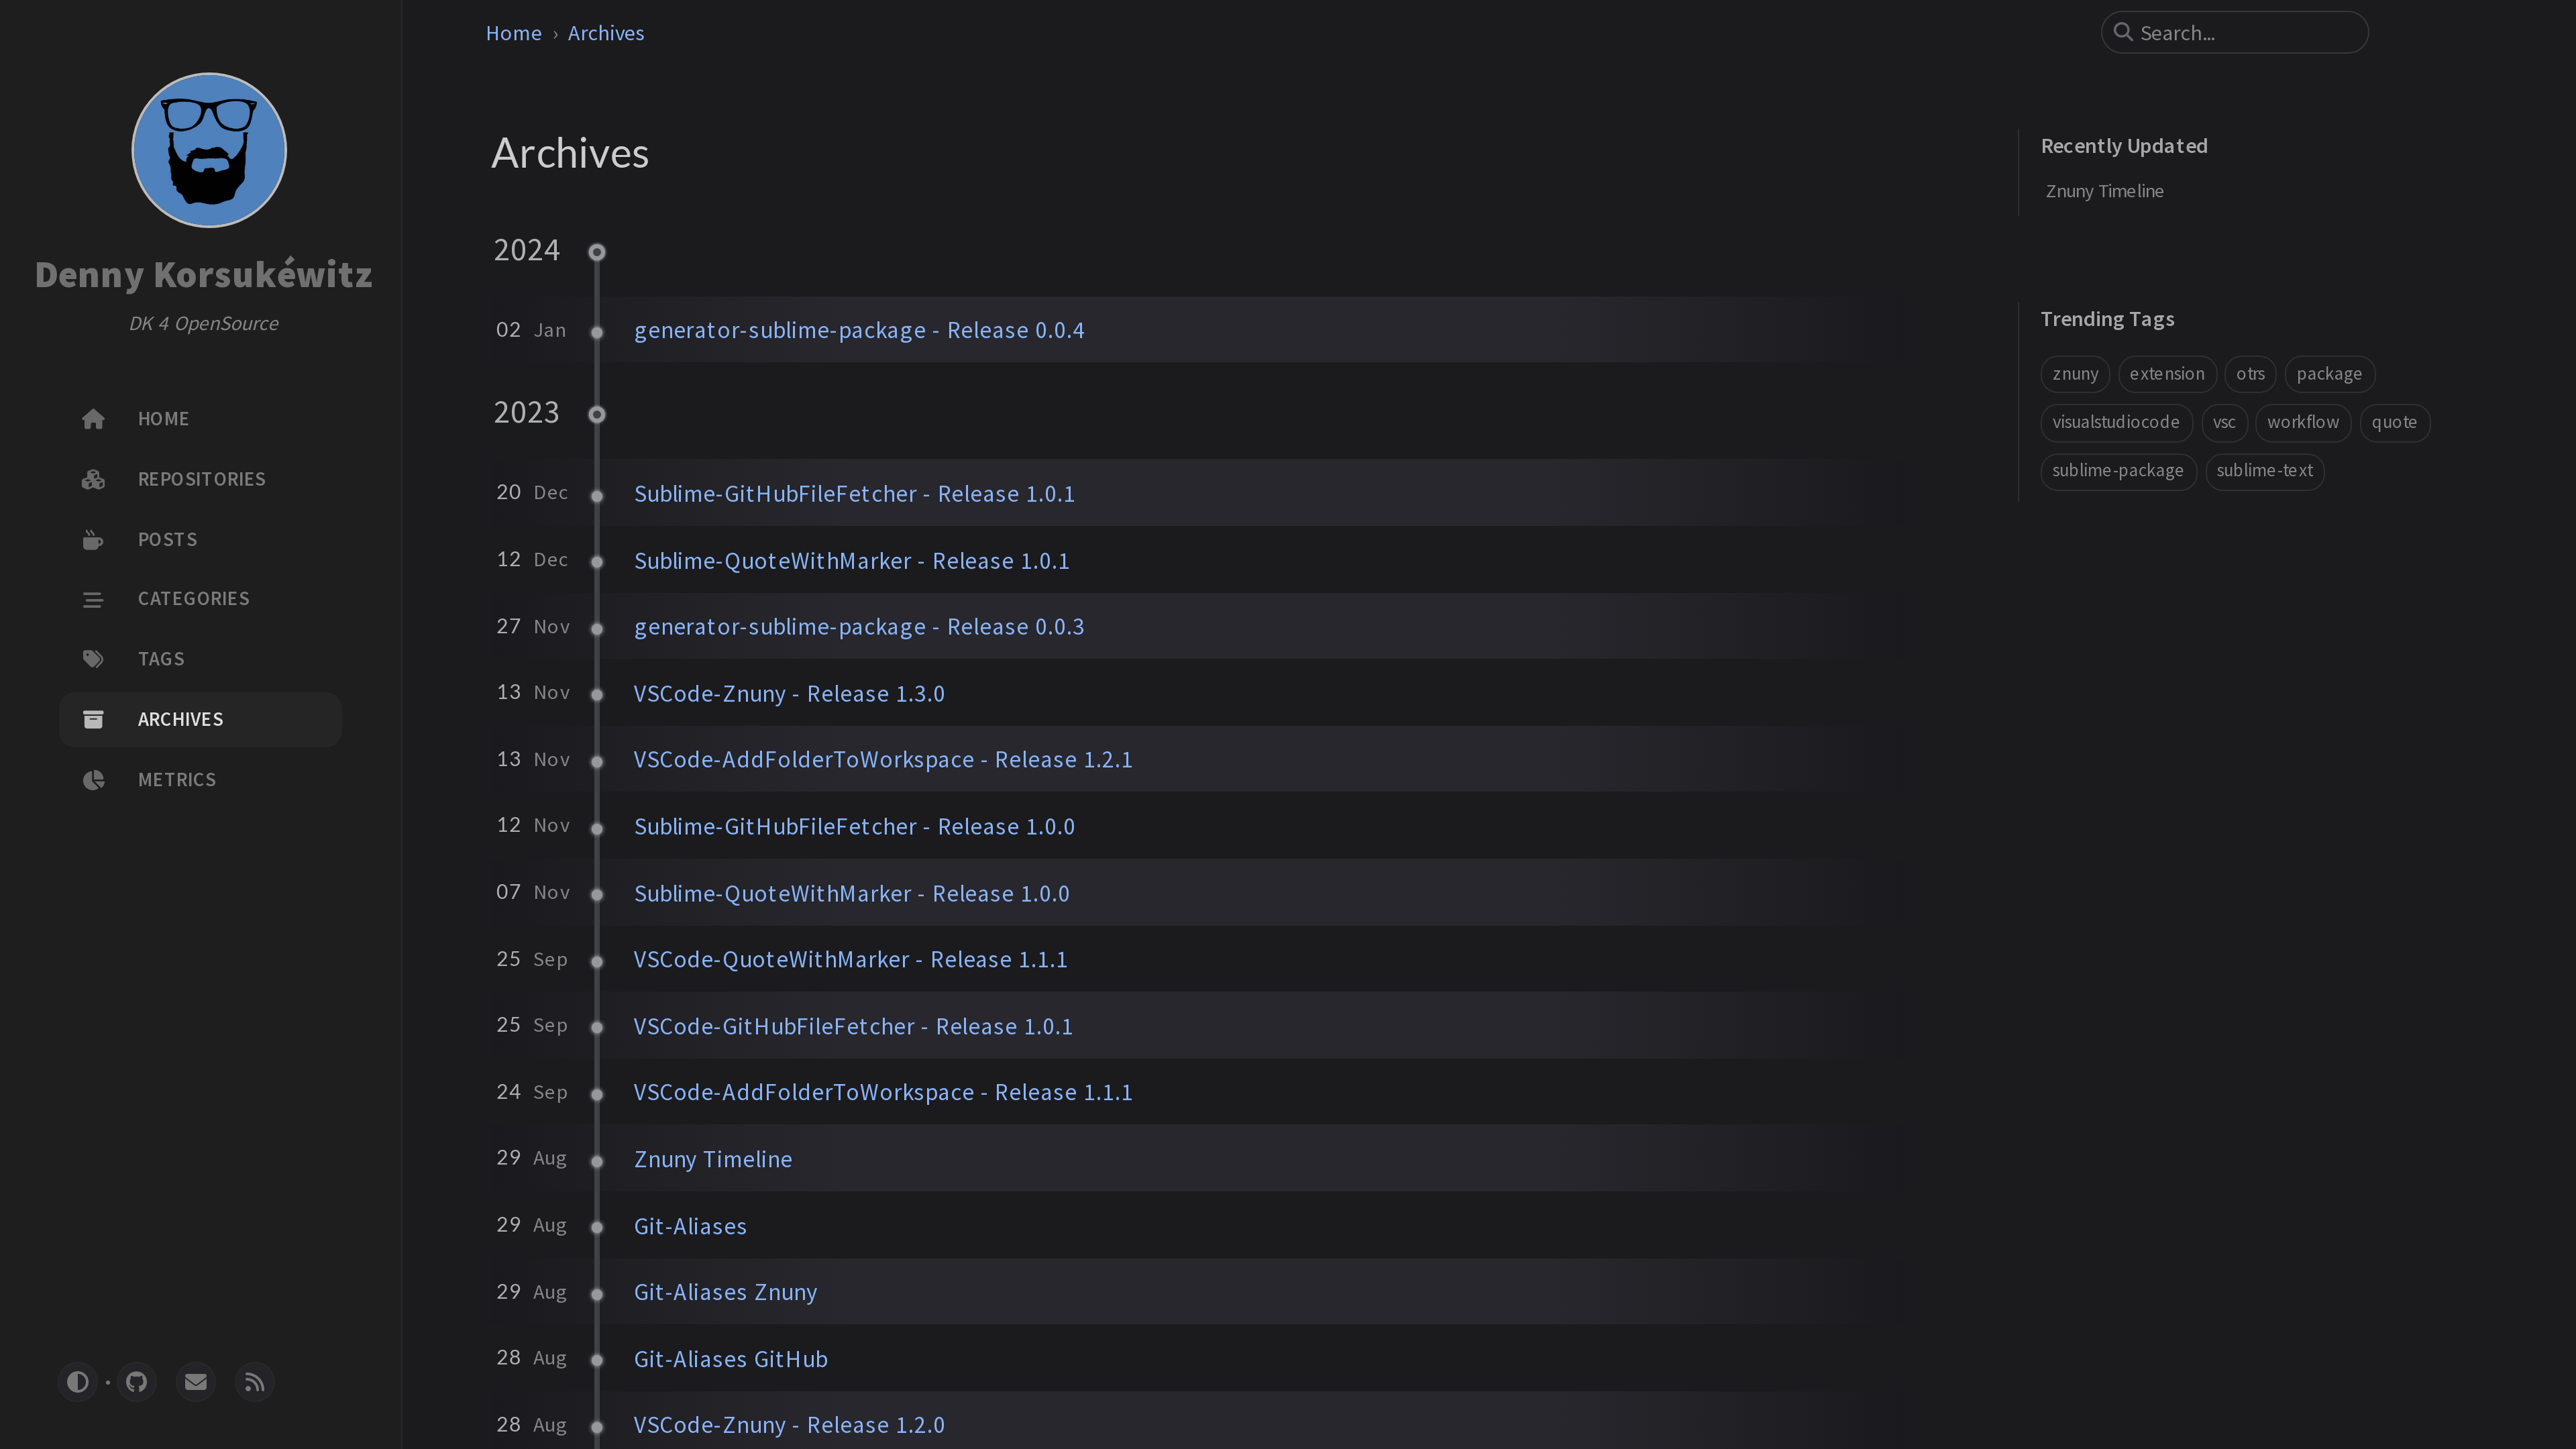 Denny Korsukéwitz
DK 4 OpenSource
HOME
REPOSITORIES
POSTS
CATEGORIES
TAGS
ARCHIVES
METRICS
Home › Archives
Search...
Archives
2024
02 Jan generator-sublime-package - Release 0.0.4
2023
20 Dec Sublime-GitHubFileFetcher - Release 1.0.1
12 Dec Sublime-QuoteWithMarker - Release 1.0.1
27 Nov generator-sublime-package - Release 0.0.3
13 Nov VSCode-Znuny - Release 1.3.0
13 Nov VSCode-AddFolderToWorkspace - Release 1.2.1
12 Nov Sublime-GitHubFileFetcher - Release 1.0.0
07 Nov Sublime-QuoteWithMarker - Release 1.0.0
25 Sep VSCode-QuoteWithMarker - Release 1.1.1
25 Sep VSCode-GitHubFileFetcher - Release 1.0.1
24 Sep VSCode-AddFolderToWorkspace - Release 1.1.1
29 Aug Znuny Timeline
29 Aug Git-Aliases
29 Aug Git-Aliases Znuny
28 Aug Git-Aliases GitHub
28 Aug VSCode-Znuny - Release 1.2.0
Recently Updated
Znuny Timeline
Trending Tags
znuny extension otrs package
visualstudiocode vsc workflow quote
sublime-package sublime-text